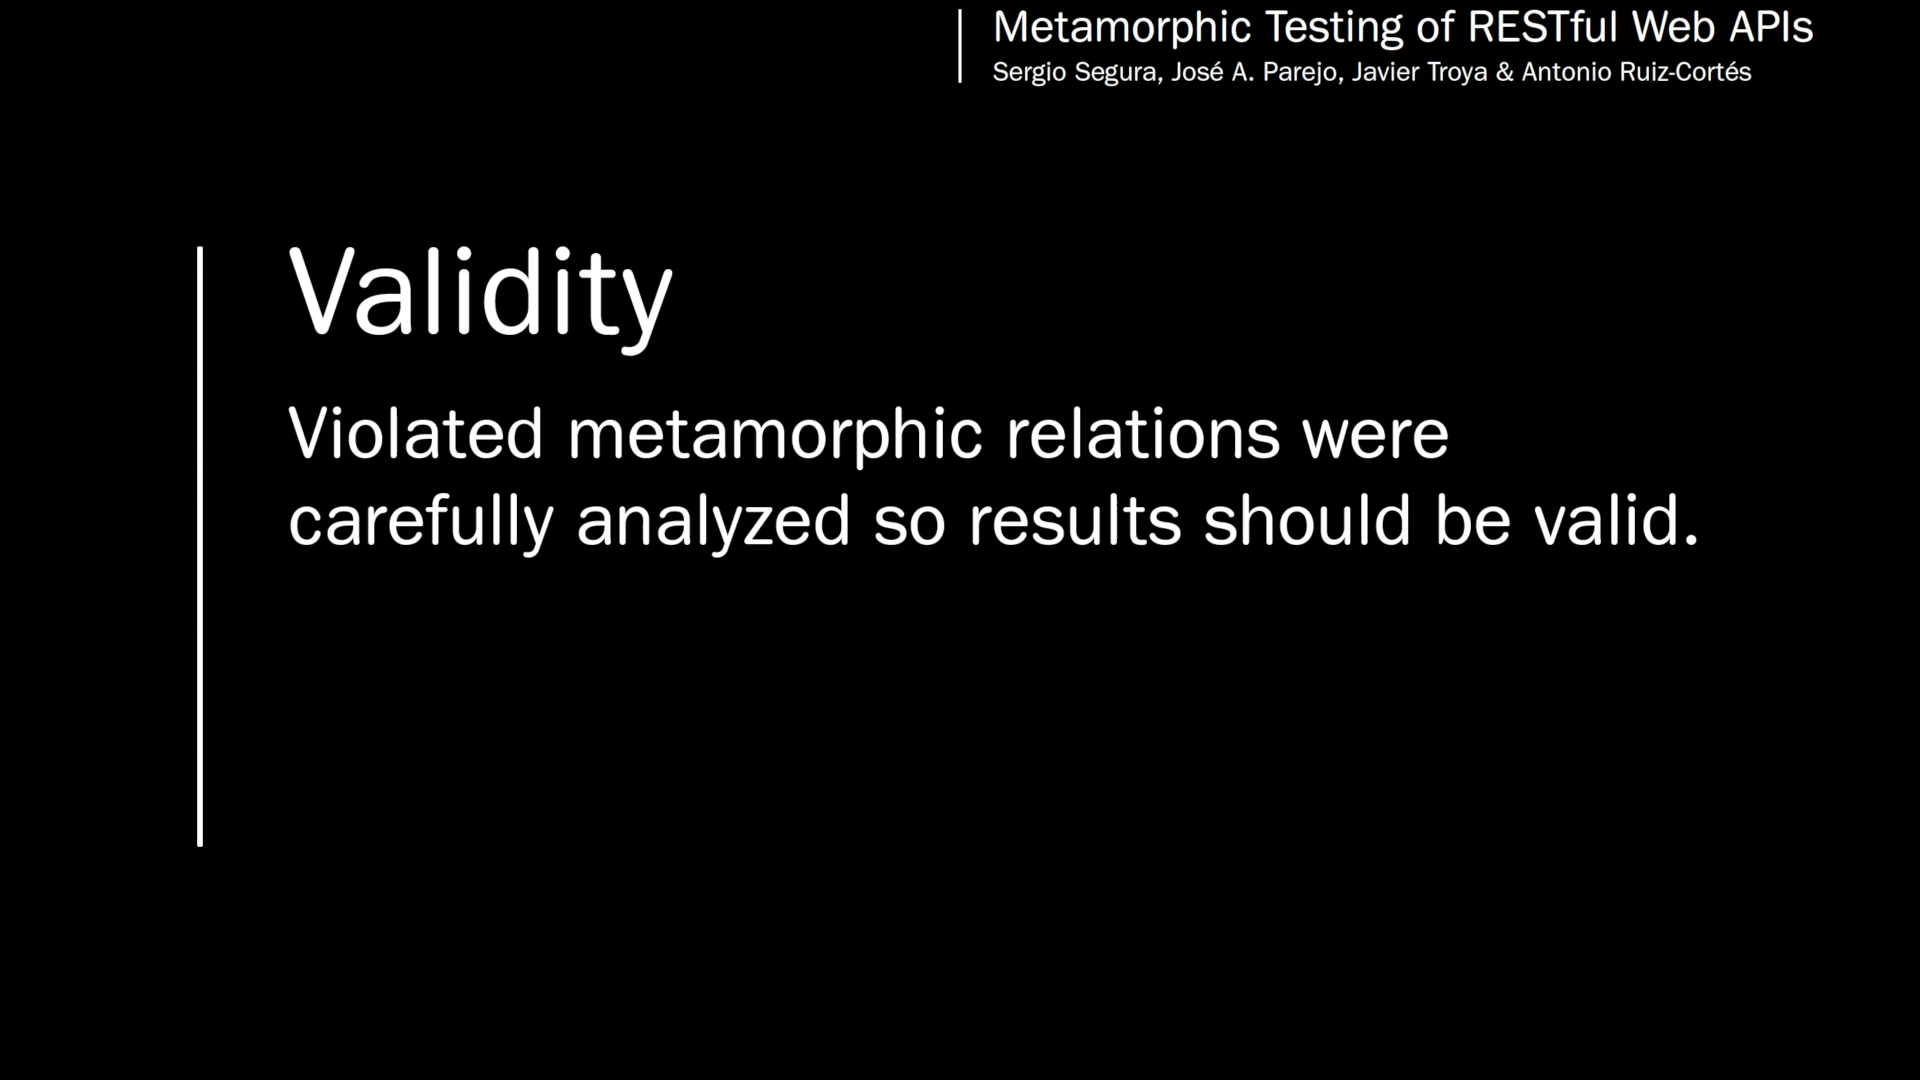 Metamorphic Testing of RESTful Web APIs
Sergio Segura, José A. Parejo, Javier Troya & Antonio Ruiz-Cortés
Validity
Violated metamorphic relations were
carefully analyzed so results should be valid.